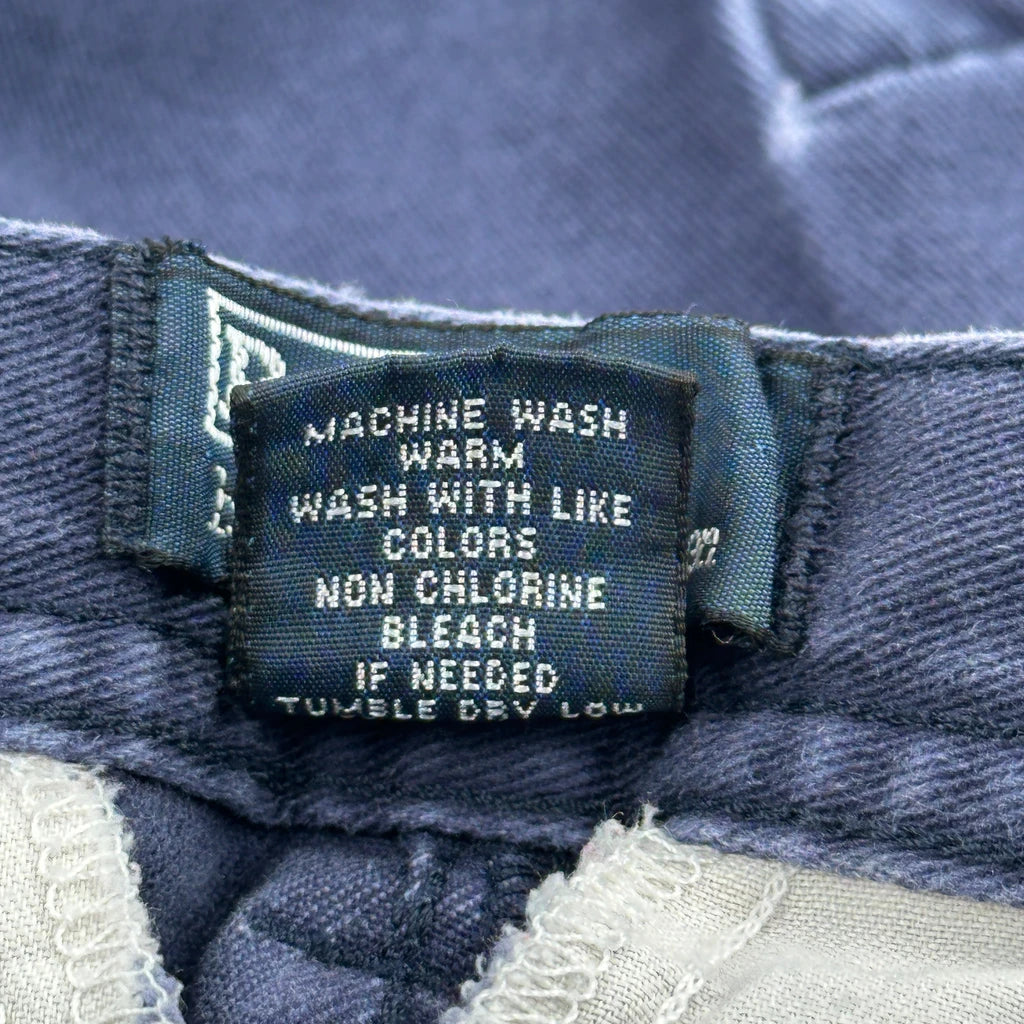 MACHINE WASH
WARM
WASH WITH LIKE
COLORS
NON CHLORINE
BLEACH
IF NEEDED
TUMBLE DRY LOW